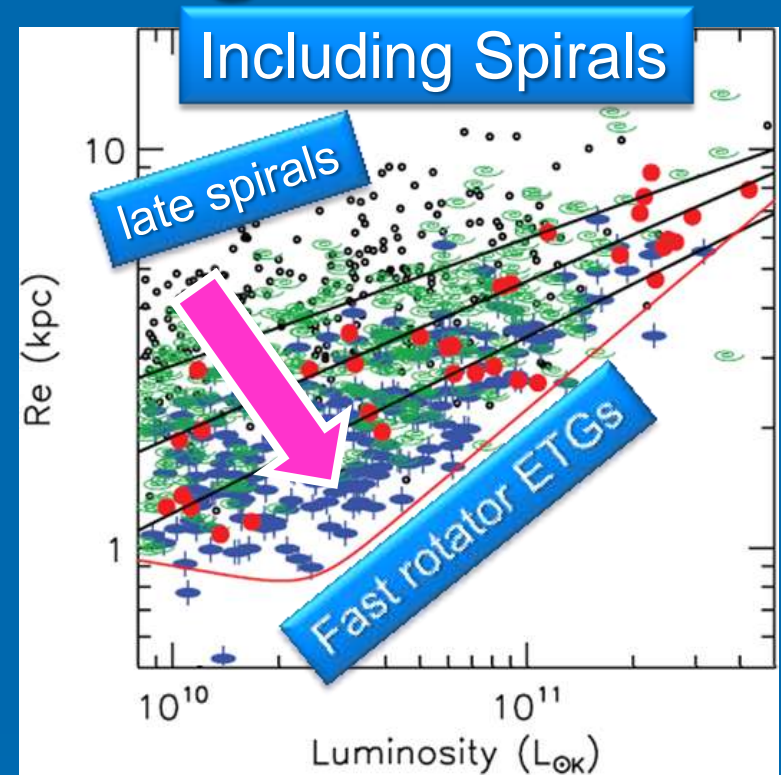 Including Spirals
late spirals
10
Re (kpc)
1
Fast rotator ETGs
10¹⁰
10¹¹
Luminosity (L⊙K)